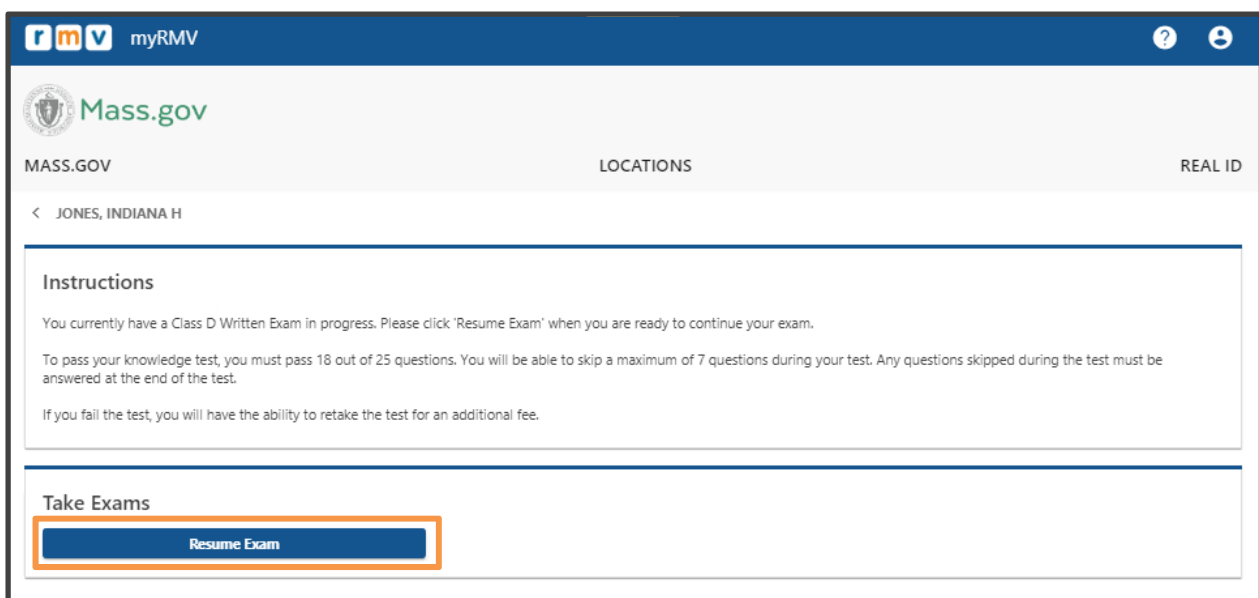 rmv myRMV ?
Mass.gov
MASS.GOV LOCATIONS REAL ID
< JONES, INDIANA H
Instructions
You currently have a Class D Written Exam in progress. Please click 'Resume Exam' when you are ready to continue your exam.
To pass your knowledge test, you must pass 18 out of 25 questions. You will be able to skip a maximum of 7 questions during your test. Any questions skipped during the test must be
answered at the end of the test.
If you fail the test, you will have the ability to retake the test for an additional fee.
Take Exams
Resume Exam